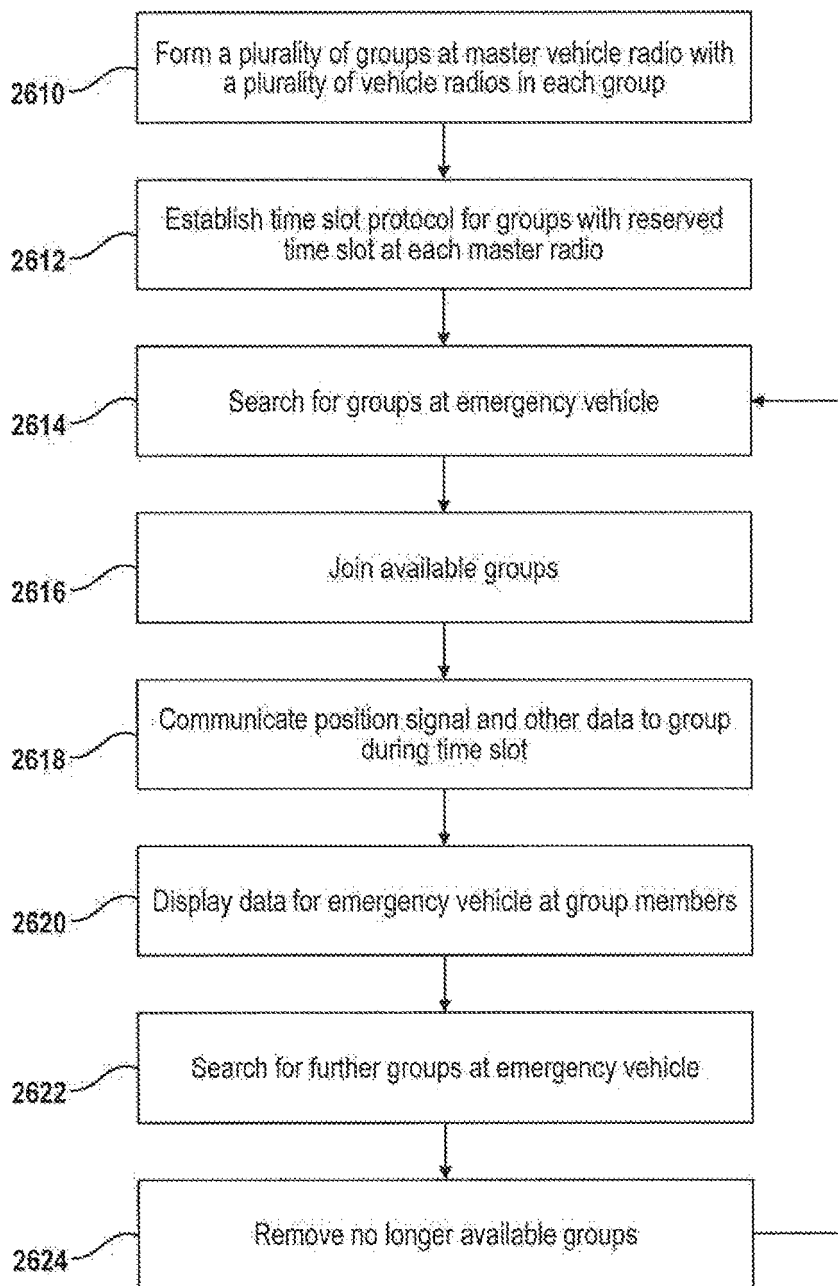 Form a plurality of groups at master vehicle radio with
a plurality of vehicle radios in each group
2610
Establish time slot protocol for groups with reserved
time slot at each master radio
2612
Search for groups at emergency vehicle
2614
Join available groups
2616
Communicate position signal and other data to group
during time slot
2618
Display data for emergency vehicle at group members
2620
Search for further groups at emergency vehicle
2622
Remove no longer available groups
2624